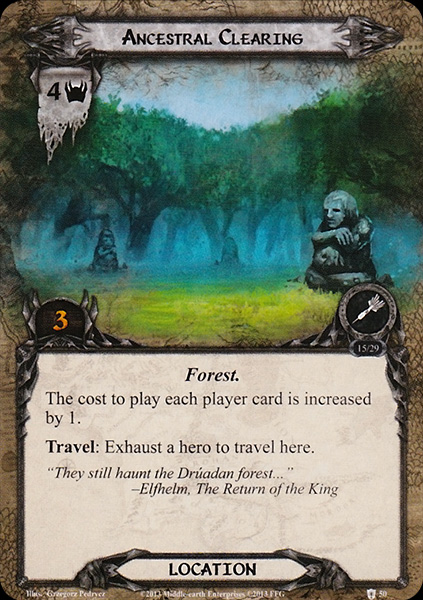 Ancestral Clearing
4
3
15/29
Forest.
The cost to play each player card is increased
by 1.
Travel: Exhaust a hero to travel here.
“They still haunt the Drúadan forest...”
–Elfhelm, The Return of the King
LOCATION
Illus. Grzegorz Pedrycz ©2013 Middle-earth Enterprises ©2013 FFG 50